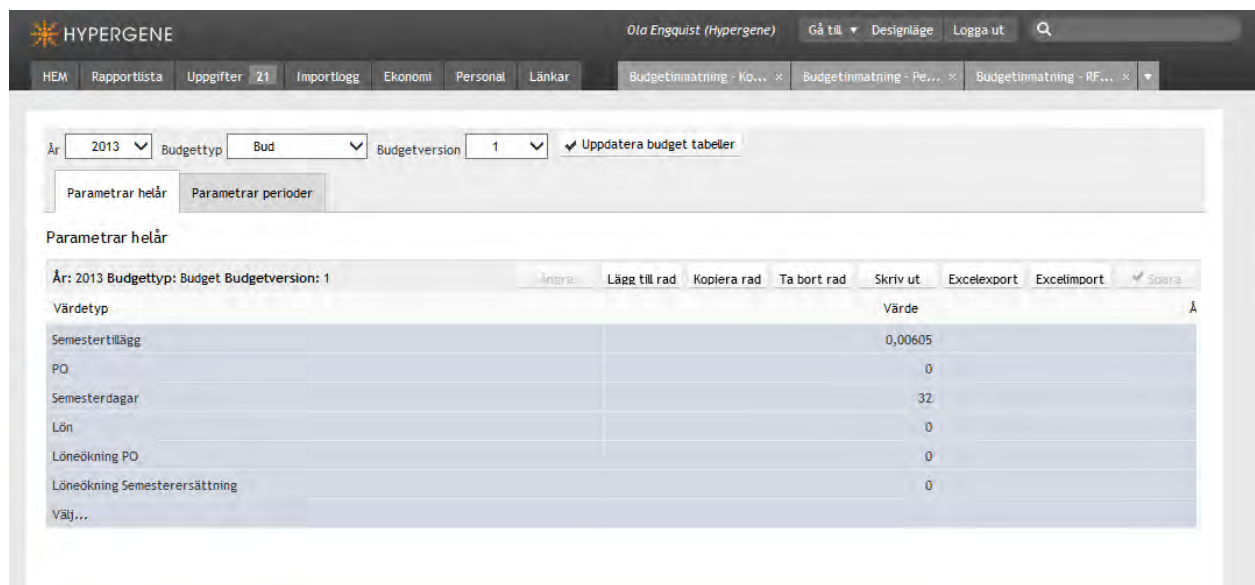 HYPERGENE
Ola Engquist (Hypergene) Gå till Designläge Logga ut
HEM Rapportlista Uppgifter 21 Importlogg Ekonomi Personal Länkar Budgetinmatning - Ko... × Budgetinmatning - Pe... × Budgetinmatning - RF... ×
År 2013 Budgettyp Bud Budgetversion 1 Uppdatera budget tabeller
Parametrar helår Parametrar perioder
Parametrar helår
År: 2013 Budgettyp: Budget Budgetversion: 1 Ångra Lägg till rad Kopiera rad Ta bort rad Skriv ut Excelexport Excelimport Spara
Värdetyp Värde Å
Semestertillägg 0,00605
PO 0
Semesterdagar 32
Lön 0
Löneökning PO 0
Löneökning Semesterersättning 0
Välj...